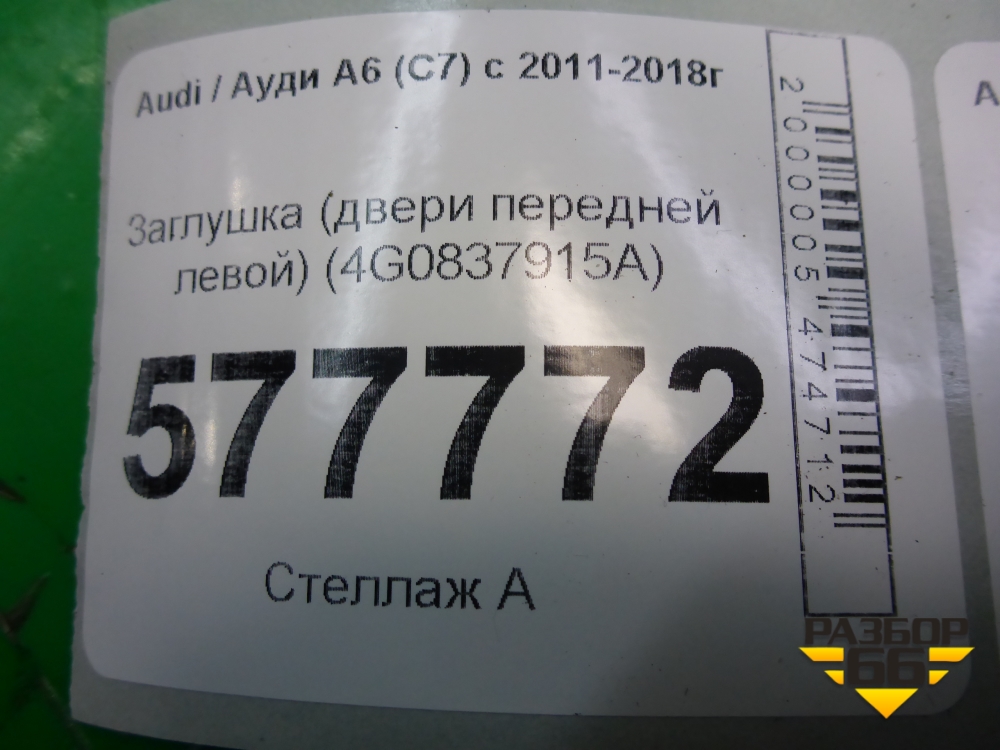 Audi / Ауди А6 (С7) с 2011-2018г
Заглушка (двери передней
левой) (4G0837915A)
577772
Стеллаж А
2000005474712
РАЗБОР
66
А